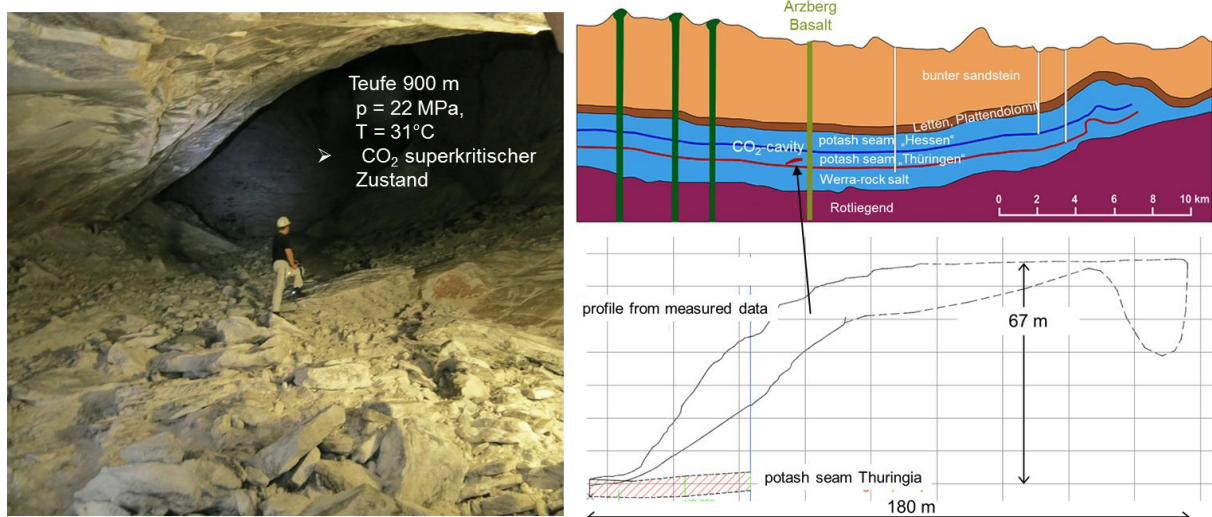 Teufe 900 m
p = 22 MPa,
T = 31°C
➢ CO₂ superkritischer
Zustand
Arzberg
Basalt
bunter sandstein
Letten, Plattendolomit
potash seam „Hessen"
CO₂-cavity
potash seam „Thüringen"
Werra-rock salt
Rotliegend
0 2 4 6 8 10 km
profile from measured data
67 m
potash seam Thuringia
180 m